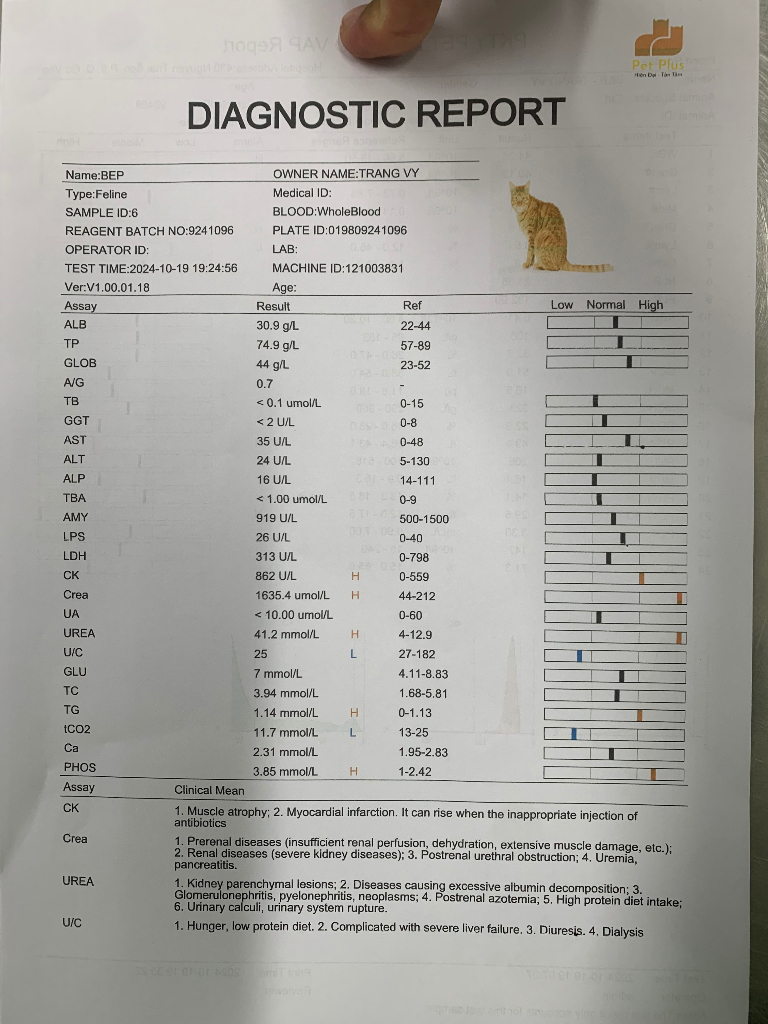 Pet Plus
Hiện Đại - Tận Tâm
DIAGNOSTIC REPORT
Name:BEP OWNER NAME:TRANG VY
Type:Feline Medical ID:
SAMPLE ID:6 BLOOD:WholeBlood
REAGENT BATCH NO:9241096 PLATE ID:019809241096
OPERATOR ID: LAB:
TEST TIME:2024-10-19 19:24:56 MACHINE ID:121003831
Ver:V1.00.01.18 Age:
Assay Result Ref Low Normal High
ALB 30.9 g/L 22-44
TP 74.9 g/L 57-89
GLOB 44 g/L 23-52
A/G 0.7 -
TB < 0.1 umol/L 0-15
GGT < 2 U/L 0-8
AST 35 U/L 0-48
ALT 24 U/L 5-130
ALP 16 U/L 14-111
TBA < 1.00 umol/L 0-9
AMY 919 U/L 500-1500
LPS 26 U/L 0-40
LDH 313 U/L 0-798
CK 862 U/L H 0-559
Crea 1635.4 umol/L H 44-212
UA < 10.00 umol/L 0-60
UREA 41.2 mmol/L H 4-12.9
U/C 25 L 27-182
GLU 7 mmol/L 4.11-8.83
TC 3.94 mmol/L 1.68-5.81
TG 1.14 mmol/L H 0-1.13
tCO2 11.7 mmol/L L 13-25
Ca 2.31 mmol/L 1.95-2.83
PHOS 3.85 mmol/L H 1-2.42
Assay Clinical Mean
CK 1. Muscle atrophy; 2. Myocardial infarction. It can rise when the inappropriate injection of
antibiotics
Crea 1. Prerenal diseases (insufficient renal perfusion, dehydration, extensive muscle damage, etc.);
2. Renal diseases (severe kidney diseases); 3. Postrenal urethral obstruction; 4. Uremia,
pancreatitis.
UREA 1. Kidney parenchymal lesions; 2. Diseases causing excessive albumin decomposition; 3.
Glomerulonephritis, pyelonephritis, neoplasms; 4. Postrenal azotemia; 5. High protein diet intake;
6. Urinary calculi, urinary system rupture.
U/C 1. Hunger, low protein diet. 2. Complicated with severe liver failure. 3. Diuresis. 4. Dialysis